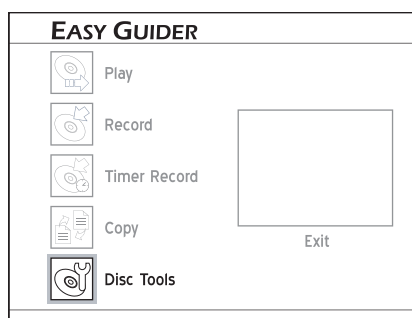 EASY GUIDER
Play
Record
Timer Record
Copy
Exit
Disc Tools